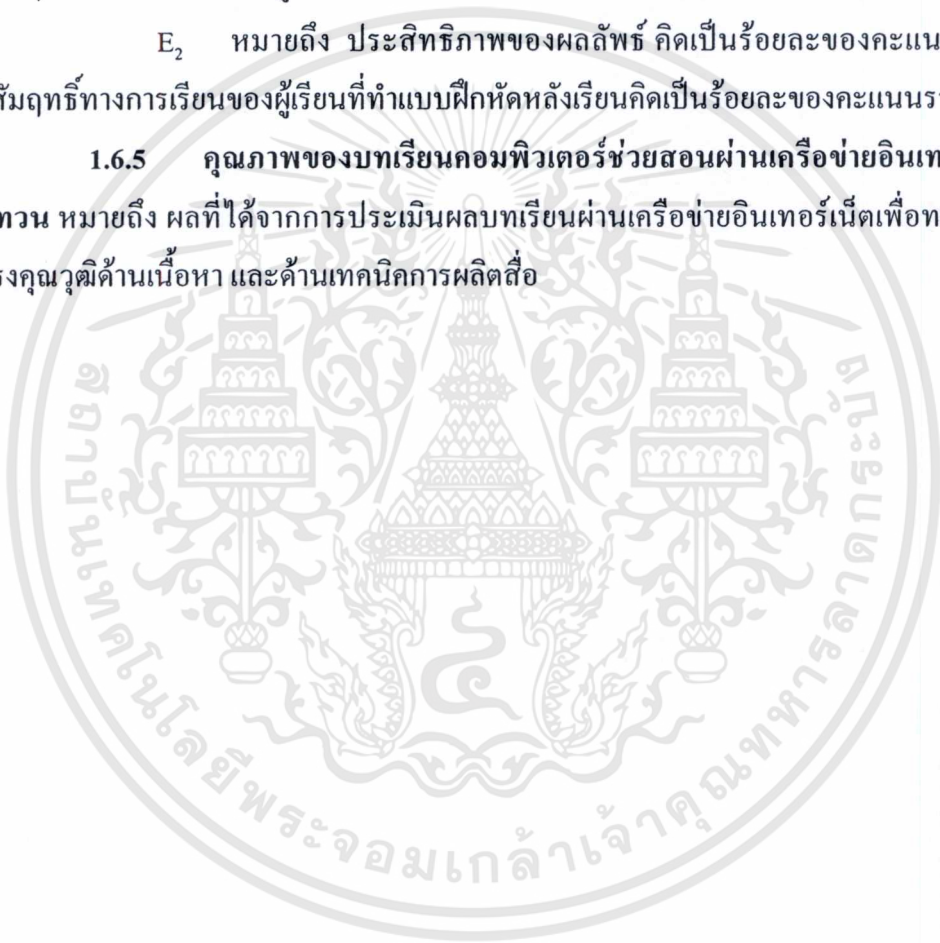 E₂ หมายถึง ประสิทธิภาพของผลลัพธ์ คิดเป็นร้อยละของคะแน
สัมฤทธิ์ทางการเรียนของผู้เรียนที่ทำแบบฝึกหัดหลังเรียนคิดเป็นร้อยละของคะแนนรว
1.6.5 คุณภาพของบทเรียนคอมพิวเตอร์ช่วยสอนผ่านเครือข่ายอินเท
ทวน หมายถึง ผลที่ได้จากการประเมินผลบทเรียนผ่านเครือข่ายอินเทอร์เน็ตเพื่อท
รงคุณวุฒิด้านเนื้อหา และด้านเทคนิคการผลิตสื่อ
สถาบันเทคโนโลยีพระจอมเกล้าเจ้าคุณทหารลาดกระบัง